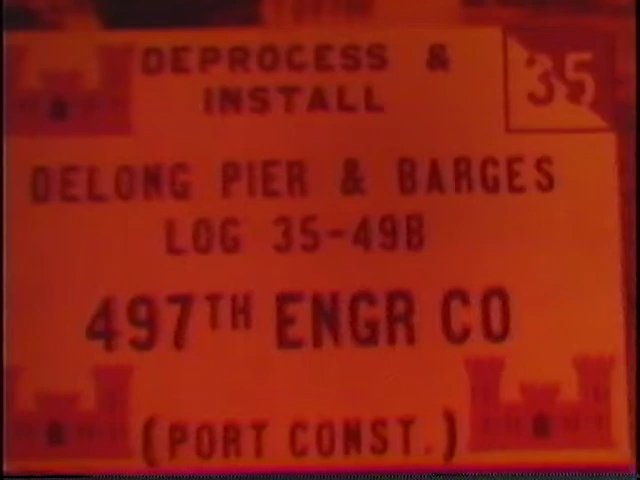 DEPROCESS &
INSTALL
35
DELONG PIER & BARGES
LOG 35-49B
497TH ENGR CO
(PORT CONST.)